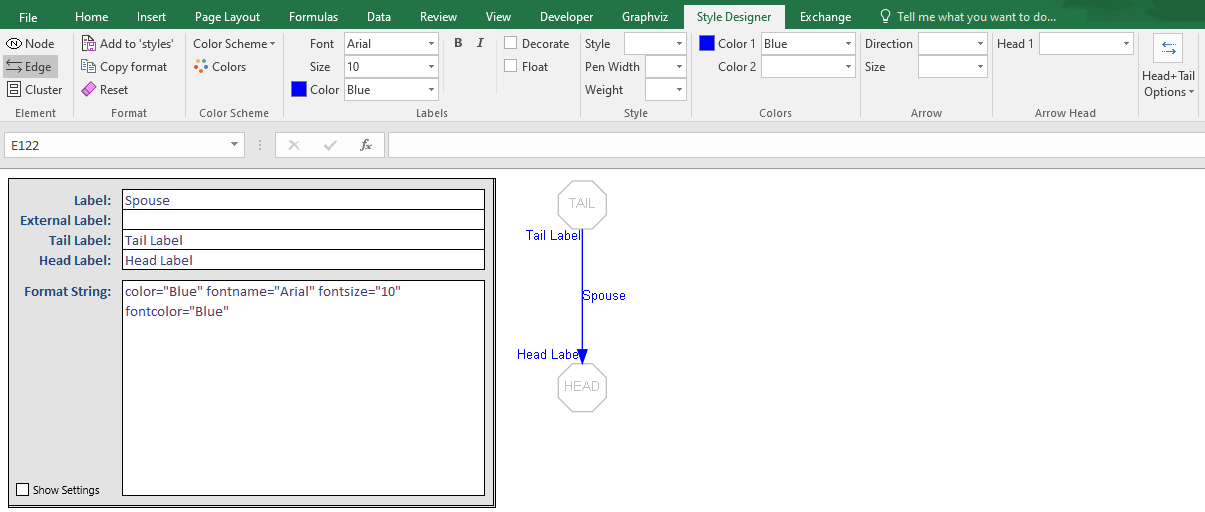 File Home Insert Page Layout Formulas Data Review View Developer Graphviz Style Designer Exchange Tell me what you want to do...
Node Add to 'styles' Color Scheme Font Arial B I Decorate Style Color 1 Blue Direction Head 1
Edge Copy format Colors Size 10 Float Pen Width Color 2 Size Head+Tail
Cluster Reset Color Blue Weight Options
Element Format Color Scheme Labels Style Colors Arrow Arrow Head
E122 fx
Label: Spouse
External Label:
Tail Label: Tail Label
Head Label: Head Label
Format String: color="Blue" fontname="Arial" fontsize="10"
fontcolor="Blue"
Show Settings
TAIL
Tail Label
Spouse
Head Label
HEAD